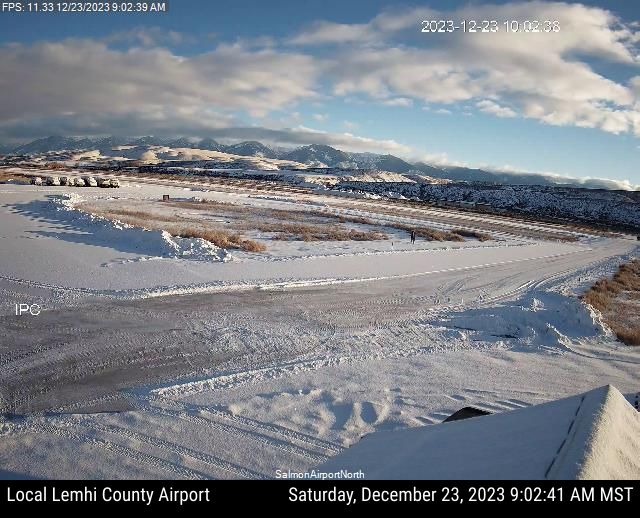 FPS: 11.33 12/23/2023 9:02:39 AM
2023-12-23 10:02:38
IPC
SalmonAirportNorth
Local Lemhi County Airport Saturday, December 23, 2023 9:02:41 AM MST